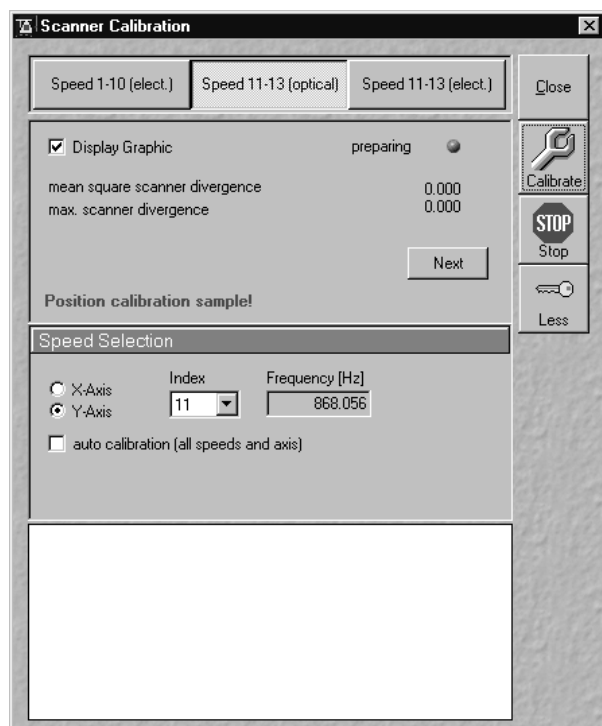 Scanner Calibration
Speed 1-10 (elect.) Speed 11-13 (optical) Speed 11-13 (elect.)
Close
Display Graphic preparing
Calibrate
mean square scanner divergence 0.000
max. scanner divergence 0.000
STOP
Stop
Next
Position calibration sample!
Less
Speed Selection
X-Axis
Y-Axis
Index
11
Frequency [Hz]
868.056
auto calibration (all speeds and axis)